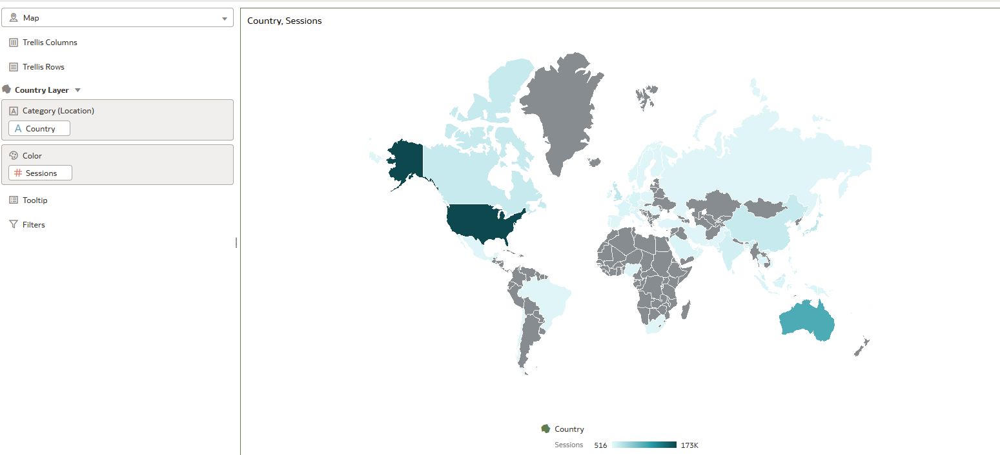 Map
Trellis Columns
Trellis Rows
Country Layer
A Category (Location)
A Country
Color
# Sessions
Tooltip
Filters
Country, Sessions
Country
Sessions 516 173K